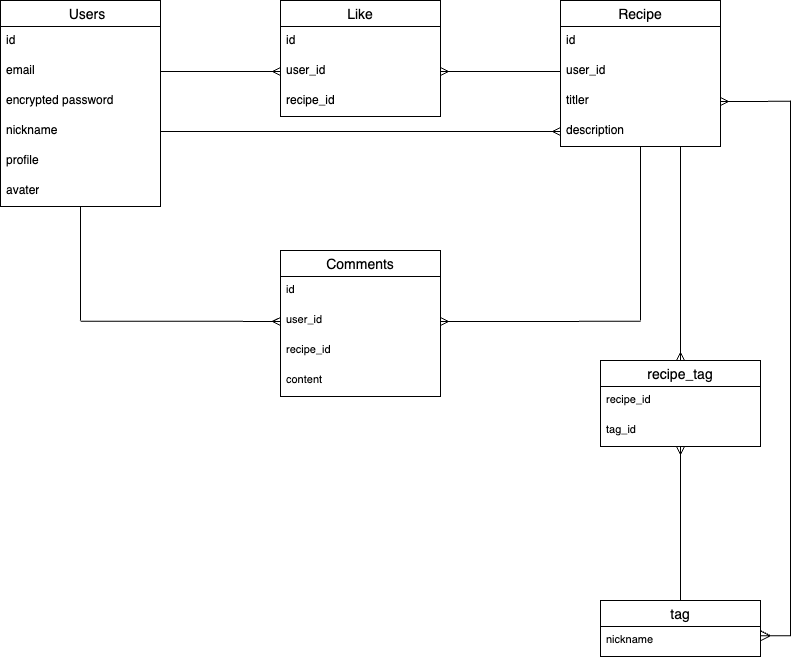 Users
id
email
encrypted password
nickname
profile
avater
Like
id
user_id
recipe_id
Recipe
id
user_id
titler
description
Comments
id
user_id
recipe_id
content
recipe_tag
recipe_id
tag_id
tag
nickname